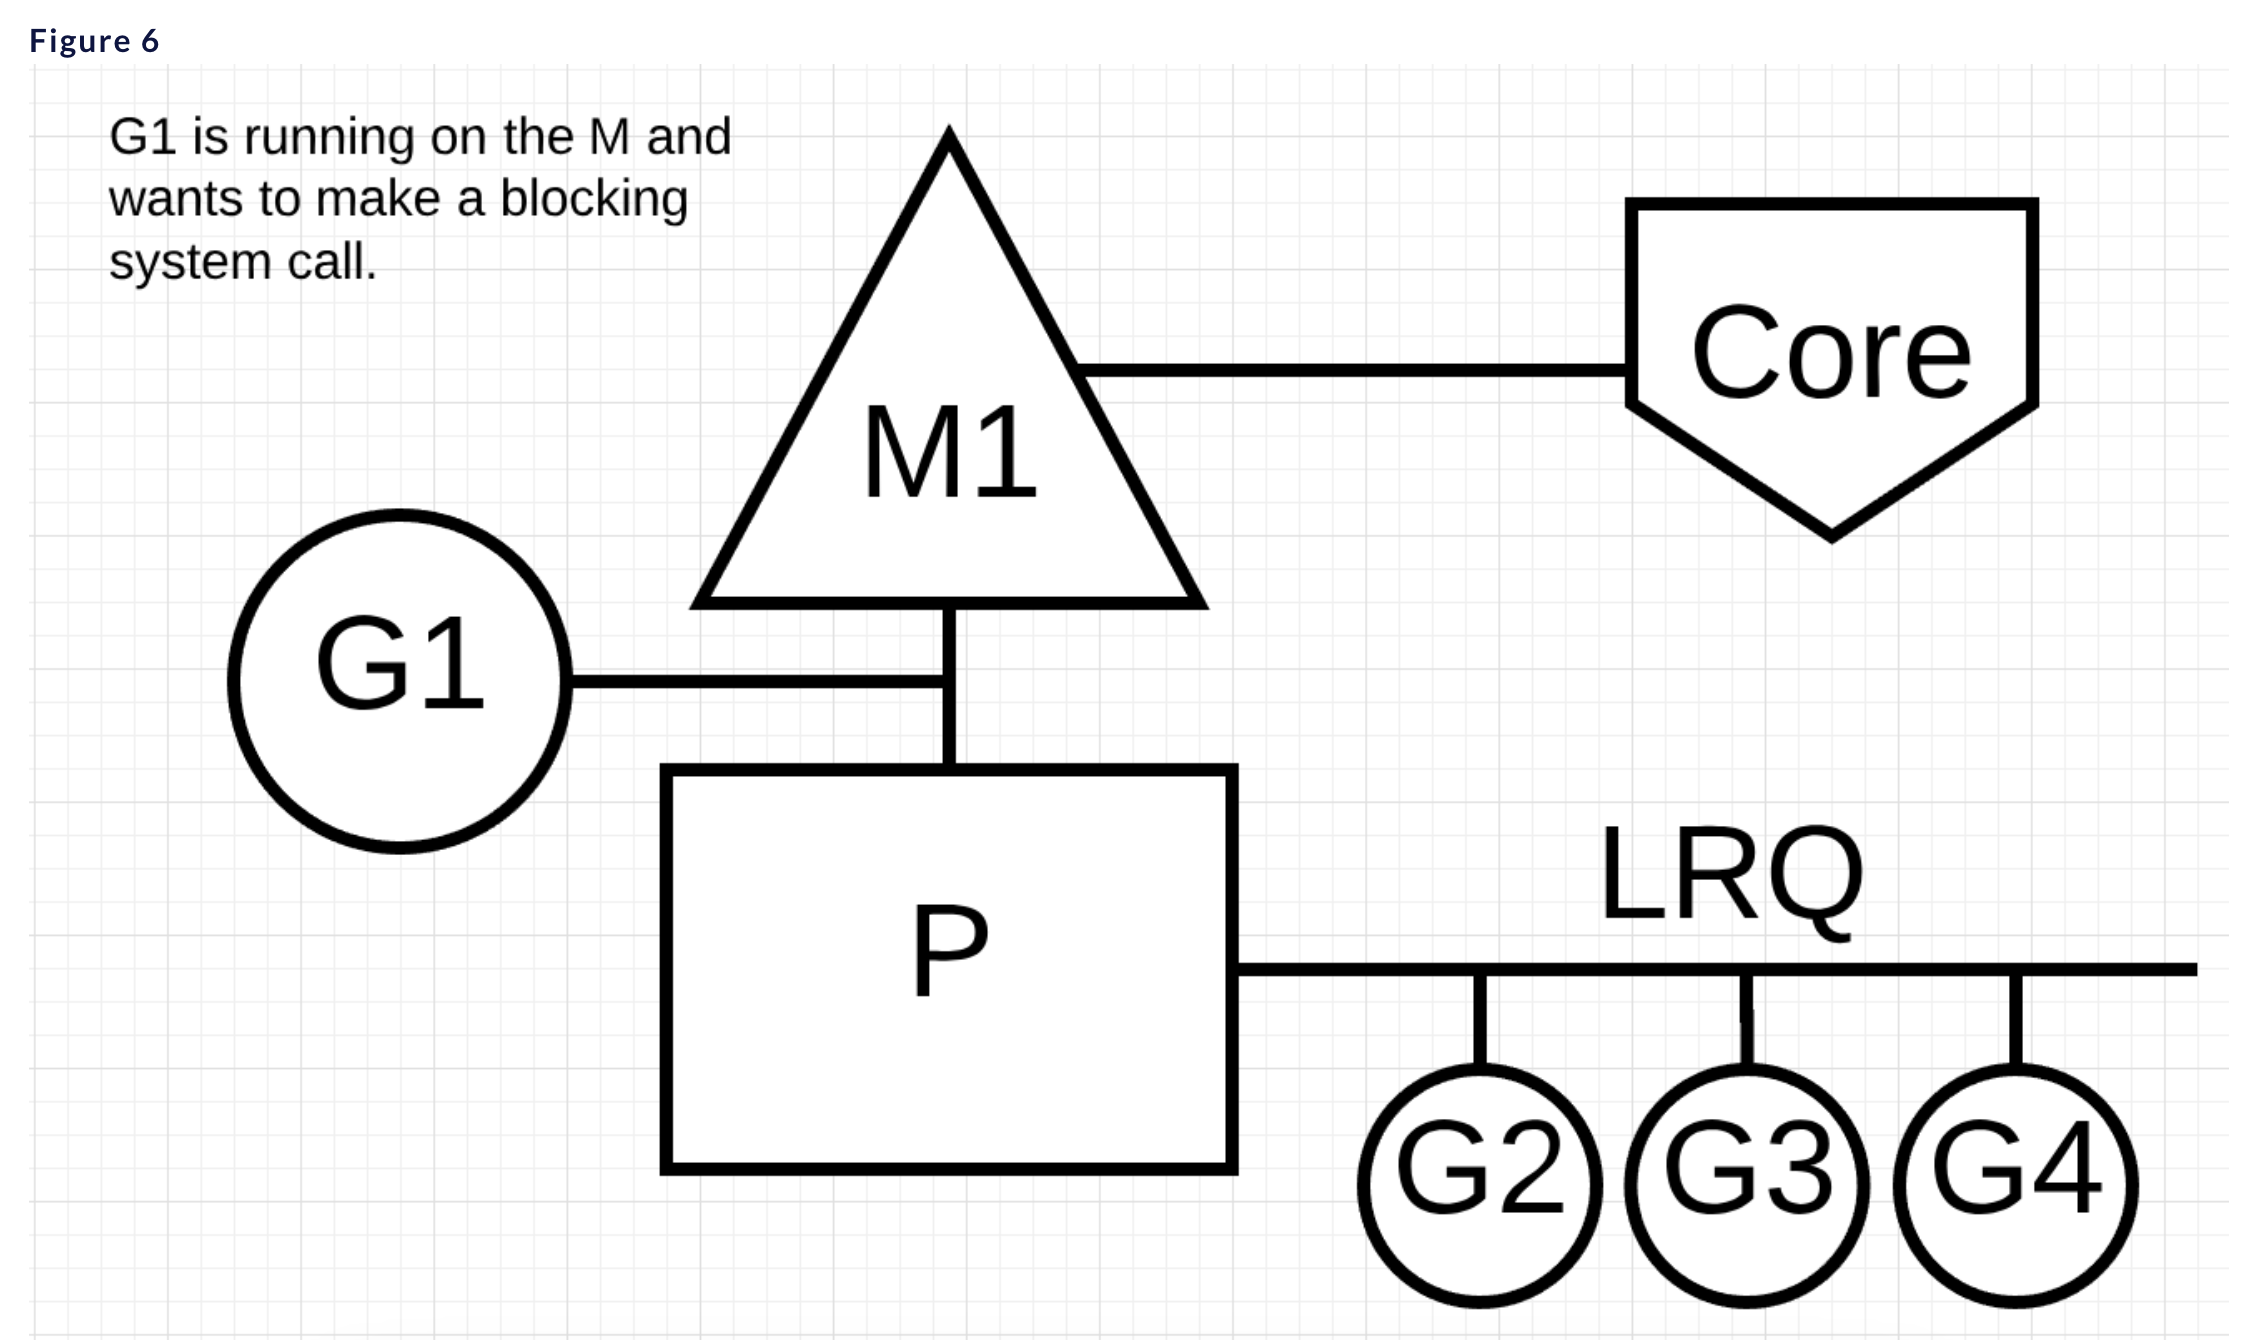 Figure 6
G1 is running on the M and
wants to make a blocking
system call.
M1
Core
G1
P
LRQ
G2
G3
G4